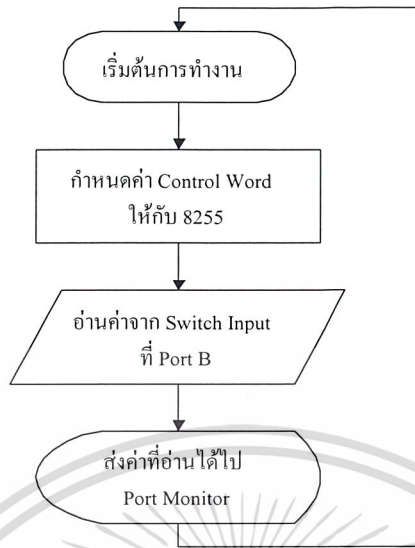 เริ่มต้นการทำงาน
กำหนดค่า Control Word
ให้กับ 8255
อ่านค่าจาก Switch Input
ที่ Port B
ส่งค่าที่อ่านได้ไป
Port Monitor